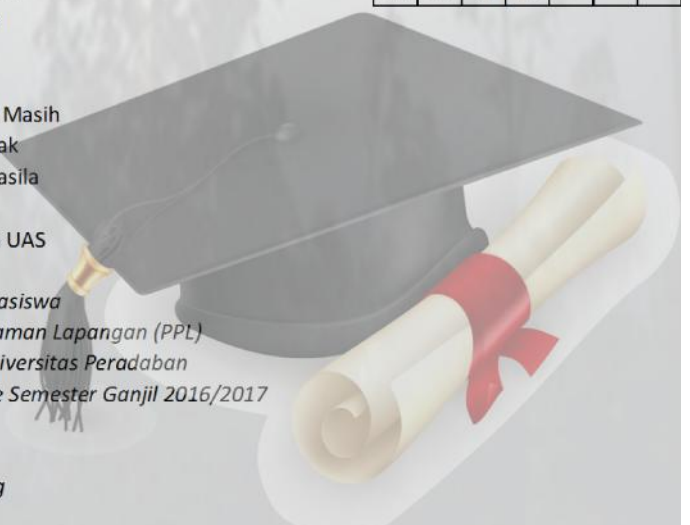 Masih
ak
asila
UAS
asiswa
aman Lapangan (PPL)
iversitas Peradaban
e Semester Ganjil 2016/2017
g